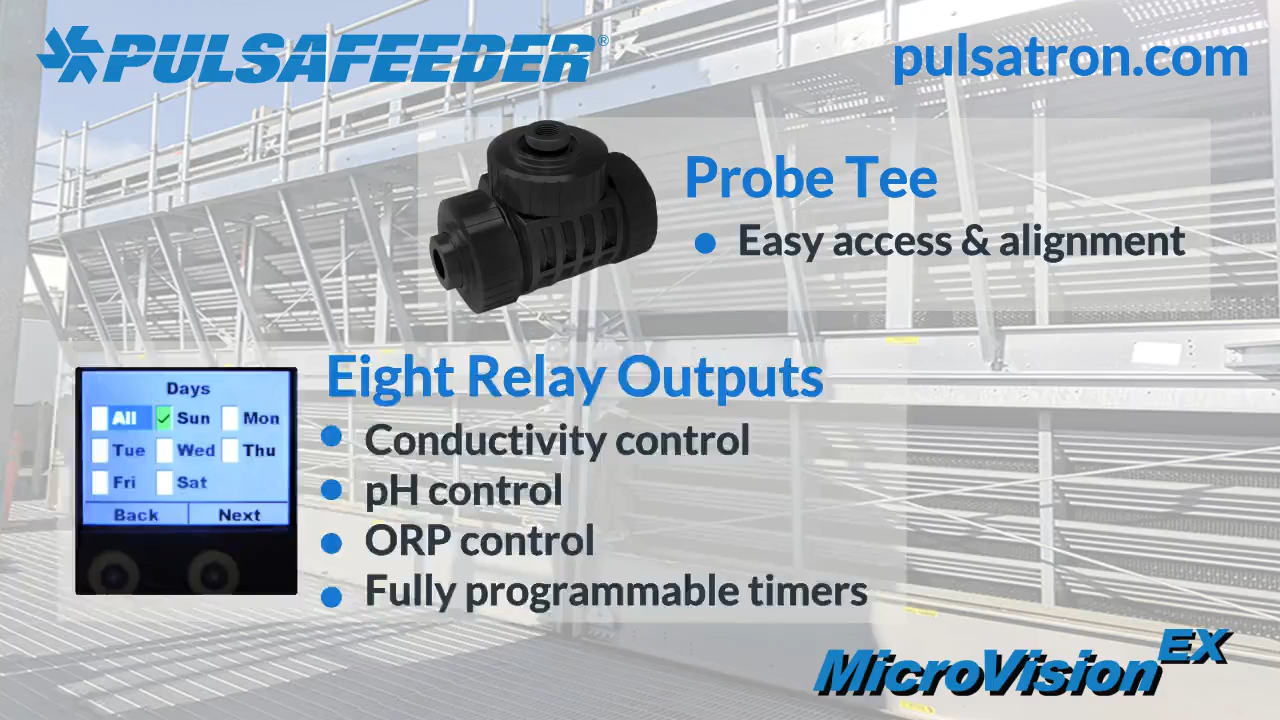 PULSAFEEDER®
pulsatron.com
Probe Tee
Easy access & alignment
Eight Relay Outputs
Conductivity control
pH control
ORP control
Fully programmable timers
Days
All Sun Mon
Tue Wed Thu
Fri Sat
Back Next
MicroVision EX